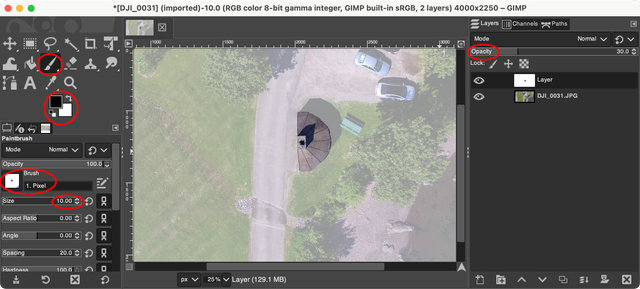 *[DJI_0031] (imported)-10.0 (RGB color 8-bit gamma integer, GIMP built-in sRGB, 2 layers) 4000x2250 – GIMP
Layers Channels Paths
Mode Normal
Opacity 30.0
Lock:
Layer
DJI_0031.JPG
Paintbrush
Mode Normal
Opacity 100.0
Brush
1. Pixel
Size 10.00
Aspect Ratio 0.00
Angle 0.00
Spacing 20.0
Hardness 100.0
px 25% Layer (129.1 MB)